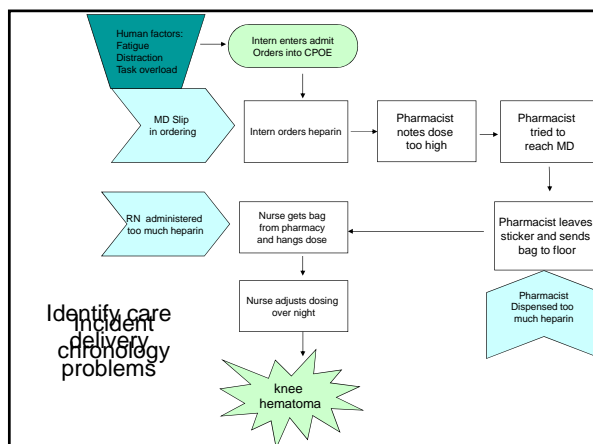 Human factors:
Fatigue
Distraction
Task overload
Intern enters admit
Orders into CPOE
MD Slip
in ordering
Intern orders heparin
Pharmacist
notes dose
too high
Pharmacist
tried to
reach MD
RN administered
too much heparin
Nurse gets bag
from pharmacy
and hangs dose
Pharmacist leaves
sticker and sends
bag to floor
Nurse adjusts dosing
over night
Pharmacist
Dispensed too
much heparin
Identify care
delivery
problems
Incident
chronology
knee
hematoma